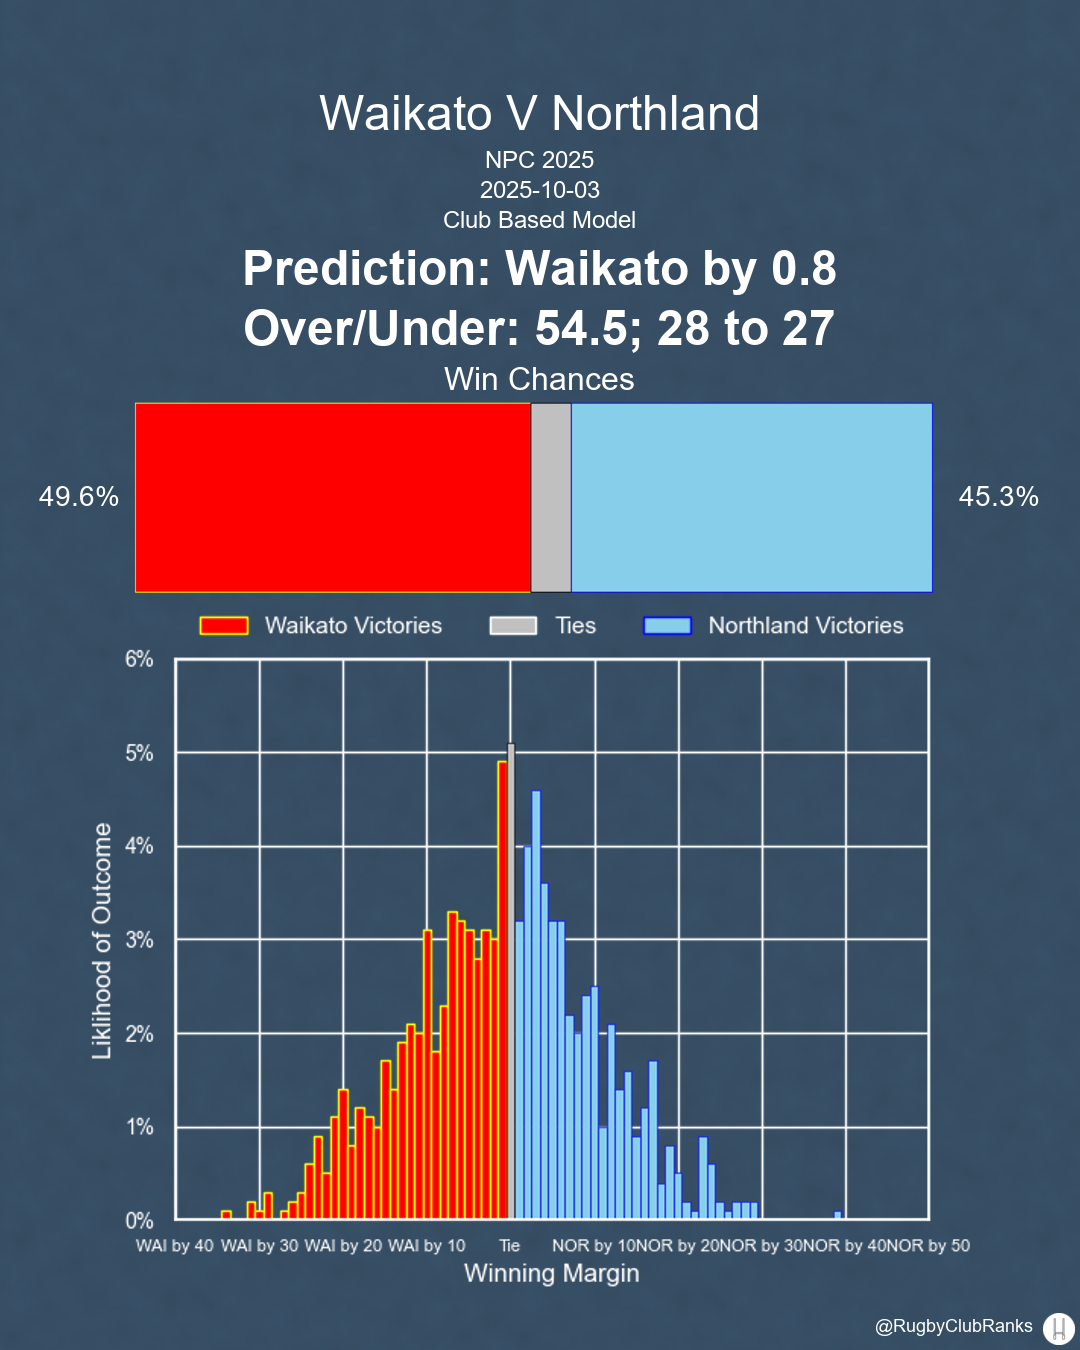 Waikato V Northland
NPC 2025
2025-10-03
Club Based Model
Prediction: Waikato by 0.8
Over/Under: 54.5; 28 to 27
Win Chances
49.6%
45.3%
Waikato Victories Ties Northland Victories
6%
5%
4%
3%
2%
1%
0%
Liklihood of Outcome
WAI by 40 WAI by 30 WAI by 20 WAI by 10 Tie NOR by 10 NOR by 20 NOR by 30 NOR by 40 NOR by 50
Winning Margin
@RugbyClubRanks